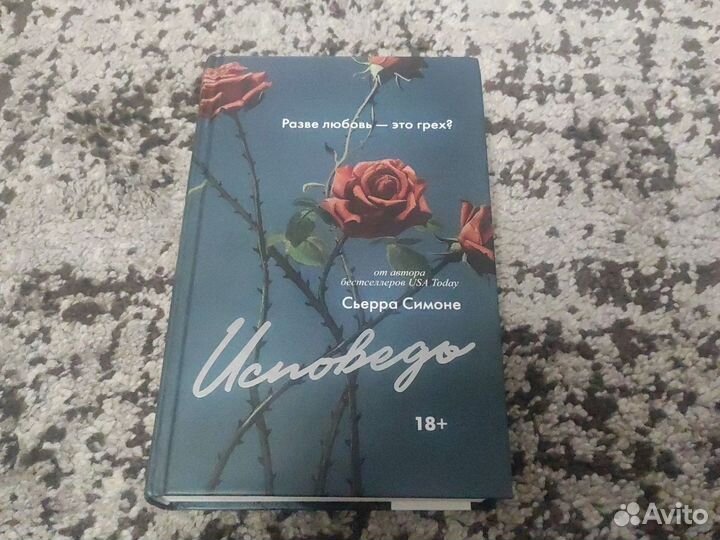 Разве любовь — это грех?
от автора
бестселлеров USA Today
Сьерра Симоне
Исповедь
18+
Avito